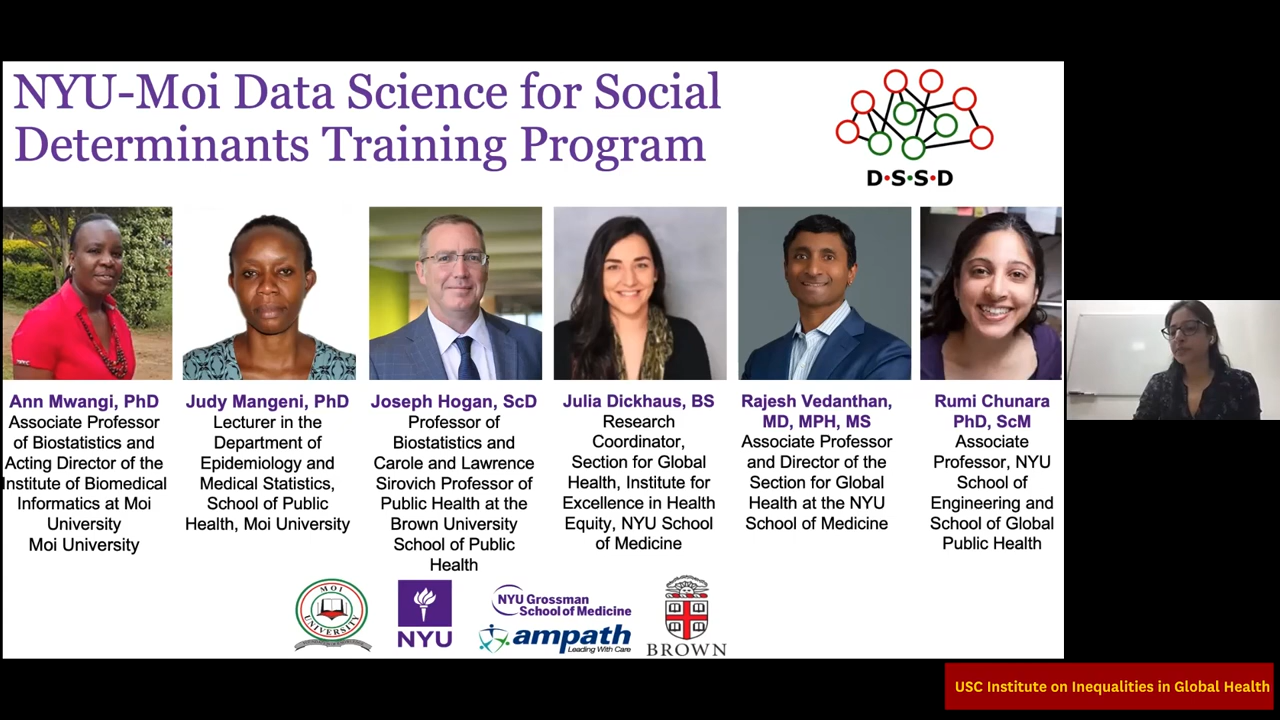 NYU-Moi Data Science for Social
Determinants Training Program
D•S•S•D
Ann Mwangi, PhD
Associate Professor
of Biostatistics and
Acting Director of the
Institute of Biomedical
Informatics at Moi
University
Moi University
Judy Mangeni, PhD
Lecturer in the
Department of
Epidemiology and
Medical Statistics,
School of Public
Health, Moi University
Joseph Hogan, ScD
Professor of
Biostatistics and
Carole and Lawrence
Sirovich Professor of
Public Health at the
Brown University
School of Public
Health
Julia Dickhaus, BS
Research
Coordinator,
Section for Global
Health, Institute for
Excellence in Health
Equity, NYU School
of Medicine
Rajesh Vedanthan,
MD, MPH, MS
Associate Professor
and Director of the
Section for Global
Health at the NYU
School of Medicine
Rumi Chunara
PhD, ScM
Associate
Professor, NYU
School of
Engineering and
School of Global
Public Health
MOI
UNIVERSITY
NYU
NYU Grossman
School of Medicine
ampath
Leading With Care
BROWN
USC Institute on Inequalities in Global Health